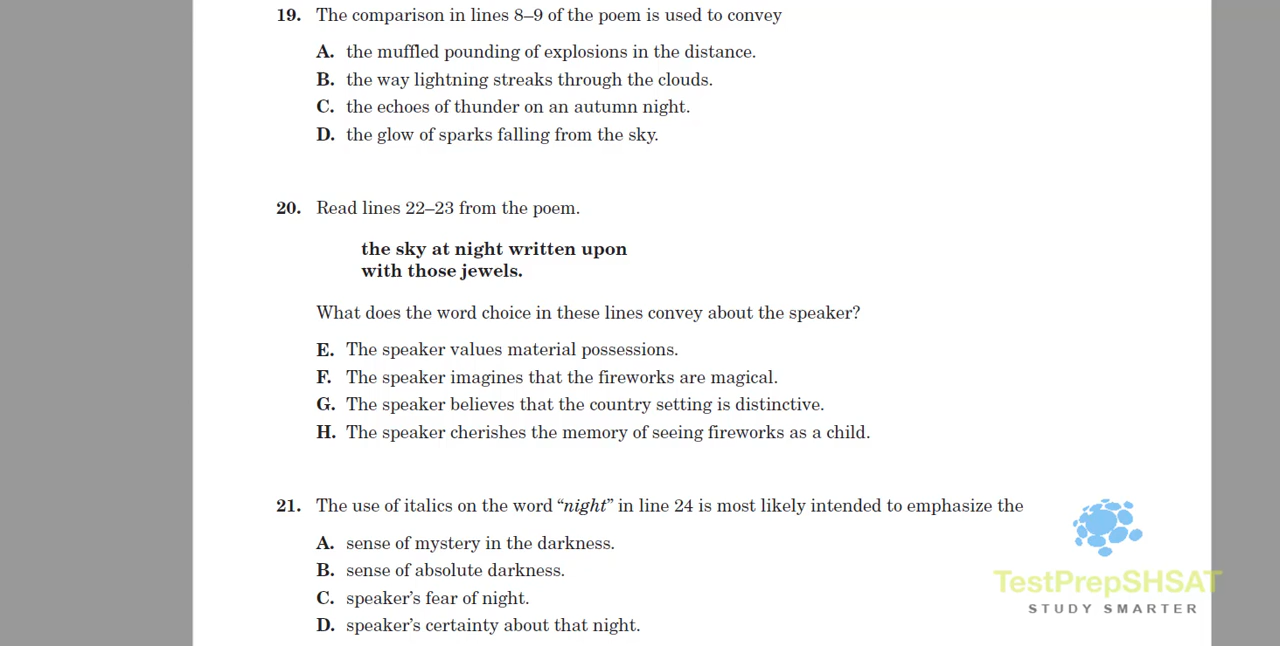 19. The comparison in lines 8–9 of the poem is used to convey
A. the muffled pounding of explosions in the distance.
B. the way lightning streaks through the clouds.
C. the echoes of thunder on an autumn night.
D. the glow of sparks falling from the sky.
20. Read lines 22–23 from the poem.
the sky at night written upon
with those jewels.
What does the word choice in these lines convey about the speaker?
E. The speaker values material possessions.
F. The speaker imagines that the fireworks are magical.
G. The speaker believes that the country setting is distinctive.
H. The speaker cherishes the memory of seeing fireworks as a child.
21. The use of italics on the word “night” in line 24 is most likely intended to emphasize the
A. sense of mystery in the darkness.
B. sense of absolute darkness.
C. speaker’s fear of night.
D. speaker’s certainty about that night.
TestPrepSHSAT
STUDY SMARTER